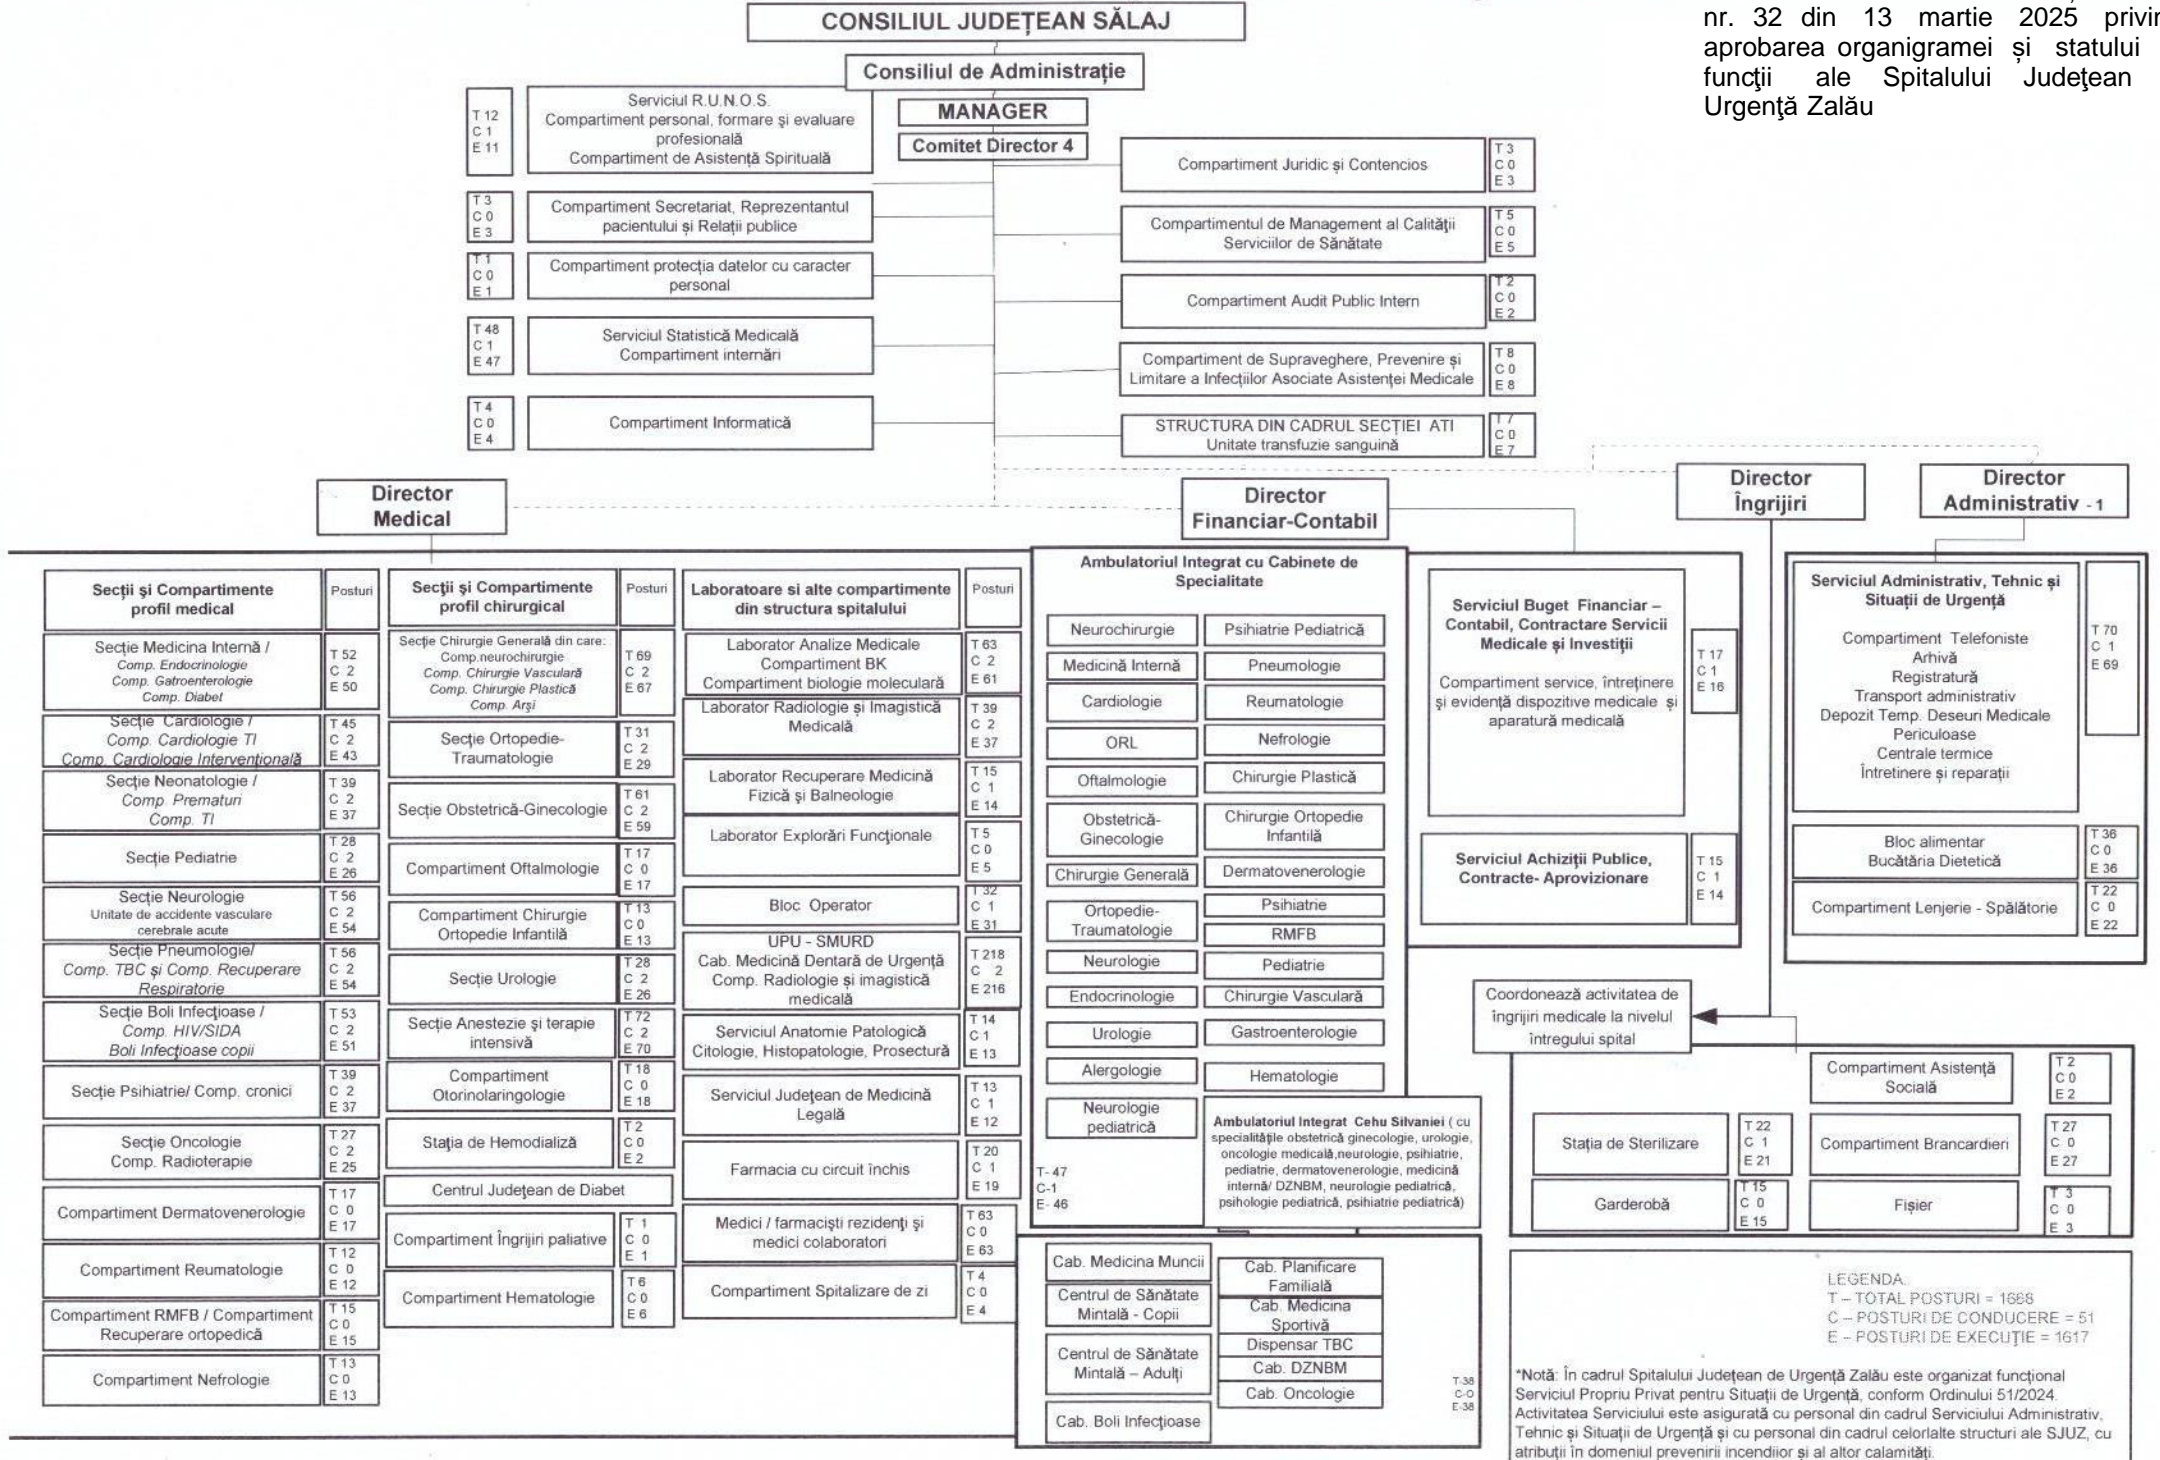 nr. 32 din 13 martie 2025
aprobarea organigramei și statului
funcţii ale Spitalului Judeţean
Urgenţă Zalău
CONSILIUL JUDEȚEAN SĂLAJ
Consiliul de Administrație
MANAGER
Comitet Director 4
T 12
C 1
E 11
Serviciul R.U.N.O.S.
Compartiment personal, formare şi evaluare
profesională
Compartiment de Asistență Spirituală
T 3
C 0
E 3
Compartiment Secretariat, Reprezentantul
pacientului și Relații publice
T 1
C 0
E 1
Compartiment protecția datelor cu caracter
personal
T 48
C 1
E 47
Serviciul Statistică Medicală
Compartiment internări
T 4
C 0
E 4
Compartiment Informatică
Compartiment Juridic și Contencios
T 3
C 0
E 3
Compartimentul de Management al Calității
Serviciilor de Sănătate
T 5
C 0
E 5
Compartiment Audit Public Intern
T 2
C 0
E 2
Compartiment de Supraveghere, Prevenire și
Limitare a Infecțiilor Asociate Asistenței Medicale
T 8
C 0
E 8
STRUCTURA DIN CADRUL SECȚIEI ATI
Unitate transfuzie sanguină
T 7
C 0
E 7
Director
Medical
Director
Financiar-Contabil
Director
Îngrijiri
Director
Administrativ - 1
Secții şi Compartimente
profil medical
Posturi
Secție Medicina Internă /
Comp. Endocrinologie
Comp. Gatroenterologie
Comp. Diabet
T 52
C 2
E 50
Secție Cardiologie /
Comp. Cardiologie TI
Comp. Cardiologie Intervențională
T 45
C 2
E 43
Secție Neonatologie /
Comp. Prematuri
Comp. TI
T 39
C 2
E 37
Secție Pediatrie
T 28
C 2
E 26
Secție Neurologie
Unitate de accidente vasculare
cerebrale acute
T 56
C 2
E 54
Secție Pneumologie/
Comp. TBC și Comp. Recuperare
Respiratorie
T 56
C 2
E 54
Secție Boli Infecțioase /
Comp. HIV/SIDA
Boli Infecțioase copii
T 53
C 2
E 51
Secție Psihiatrie/ Comp. cronici
T 39
C 2
E 37
Secție Oncologie
Comp. Radioterapie
T 27
C 2
E 25
Compartiment Dermatovenerologie
T 17
C 0
E 17
Compartiment Reumatologie
T 12
C 0
E 12
Compartiment RMFB / Compartiment
Recuperare ortopedică
T 15
C 0
E 15
Compartiment Nefrologie
T 13
C 0
E 13
Secţii şi Compartimente
profil chirurgical
Posturi
Secție Chirurgie Generală din care:
Comp.neurochirurgie
Comp. Chirurgie Vasculară
Comp. Chirurgie Plastică
Comp. Arşi
T 69
C 2
E 67
Secție Ortopedie-
Traumatologie
T 31
C 2
E 29
Secție Obstetrică-Ginecologie
T 61
C 2
E 59
Compartiment Oftalmologie
T 17
C 0
E 17
Compartiment Chirurgie
Ortopedie Infantilă
T 13
C 0
E 13
Secție Urologie
T 28
C 2
E 26
Secție Anestezie și terapie
intensivă
T 72
C 2
E 70
Compartiment
Otorinolaringologie
T 18
C 0
E 18
Staţia de Hemodializă
T 2
C 0
E 2
Centrul Județean de Diabet
Compartiment Îngrijiri paliative
T 1
C 0
E 1
Compartiment Hematologie
T 6
C 0
E 6
Laboratoare si alte compartimente
din structura spitalului
Posturi
Laborator Analize Medicale
Compartiment BK
Compartiment biologie moleculară
T 63
C 2
E 61
Laborator Radiologie și Imagistică
Medicală
T 39
C 2
E 37
Laborator Recuperare Medicină
Fizică și Balneologie
T 15
C 1
E 14
Laborator Explorări Funcţionale
T 5
C 0
E 5
Bloc Operator
T 32
C 1
E 31
UPU - SMURD
Cab. Medicină Dentară de Urgență
Comp. Radiologie și imagistică
medicală
T 218
C 2
E 216
Serviciul Anatomie Patologică
Citologie, Histopatologie, Prosectură
T 14
C 1
E 13
Serviciul Județean de Medicină
Legală
T 13
C 1
E 12
Farmacia cu circuit închis
T 20
C 1
E 19
Medici / farmaciști rezidenţi şi
medici colaboratori
T 63
C 0
E 63
Compartiment Spitalizare de zi
T 4
C 0
E 4
Ambulatoriul Integrat cu Cabinete de
Specialitate
Neurochirurgie
Medicină Internă
Cardiologie
ORL
Oftalmologie
Obstetrică-
Ginecologie
Chirurgie Generală
Ortopedie-
Traumatologie
Neurologie
Endocrinologie
Urologie
Alergologie
Neurologie
pediatrică
T- 47
C-1
E- 46
Psihiatrie Pediatrică
Pneumologie
Reumatologie
Nefrologie
Chirurgie Plastică
Chirurgie Ortopedie
Infantilă
Dermatovenerologie
Psihiatrie
RMFB
Pediatrie
Chirurgie Vasculară
Gastroenterologie
Hematologie
Ambulatoriul Integrat Cehu Silvaniei ( cu
specialităţile obstetrică ginecologie, urologie,
oncologie medicală,neurologie, psihiatrie,
pediatrie, dermatovenerologie, medicină
internă/ DZNBM, neurologie pediatrică,
psihologie pediatrică, psihiatrie pediatrică)
Cab. Medicina Muncii
Centrul de Sănătate
Mintală - Copii
Centrul de Sănătate
Mintală – Adulți
Cab. Boli Infecțioase
Cab. Planificare
Familială
Cab. Medicina
Sportivă
Dispensar TBC
Cab. DZNBM
Cab. Oncologie
T-38
C-O
E-38
Serviciul Buget Financiar –
Contabil, Contractare Servicii
Medicale și Investiții
Compartiment service, întreținere
și evidență dispozitive medicale și
aparatură medicală
T 17
C 1
E 16
Serviciul Achiziții Publice,
Contracte- Aprovizionare
T 15
C 1
E 14
Serviciul Administrativ, Tehnic și
Situații de Urgență
Compartiment Telefoniste
Arhivă
Registratură
Transport administrativ
Depozit Temp. Deseuri Medicale
Periculoase
Centrale termice
Întretinere și reparații
T 70
C 1
E 69
Bloc alimentar
Bucătăria Dietetică
T 36
C 0
E 36
Compartiment Lenjerie - Spălătorie
T 22
C 0
E 22
Coordonează activitatea de
îngrijiri medicale la nivelul
întregului spital
Compartiment Asistență
Socială
T 2
C 0
E 2
Stația de Sterilizare
T 22
C 1
E 21
Compartiment Brancardieri
T 27
C 0
E 27
Garderobă
T 15
C 0
E 15
Fișier
T 3
C 0
E 3
LEGENDA:
T – TOTAL POSTURI = 1668
C – POSTURI DE CONDUCERE = 51
E – POSTURI DE EXECUȚIE = 1617
*Notă: În cadrul Spitalului Județean de Urgență Zalău este organizat funcțional
Serviciul Propriu Privat pentru Situații de Urgență, conform Ordinului 51/2024.
Activitatea Serviciului este asigurată cu personal din cadrul Serviciului Administrativ,
Tehnic și Situații de Urgență și cu personal din cadrul celorlalte structuri ale SJUZ, cu
atribuții în domeniul prevenirii incendiilor și al altor calamități.